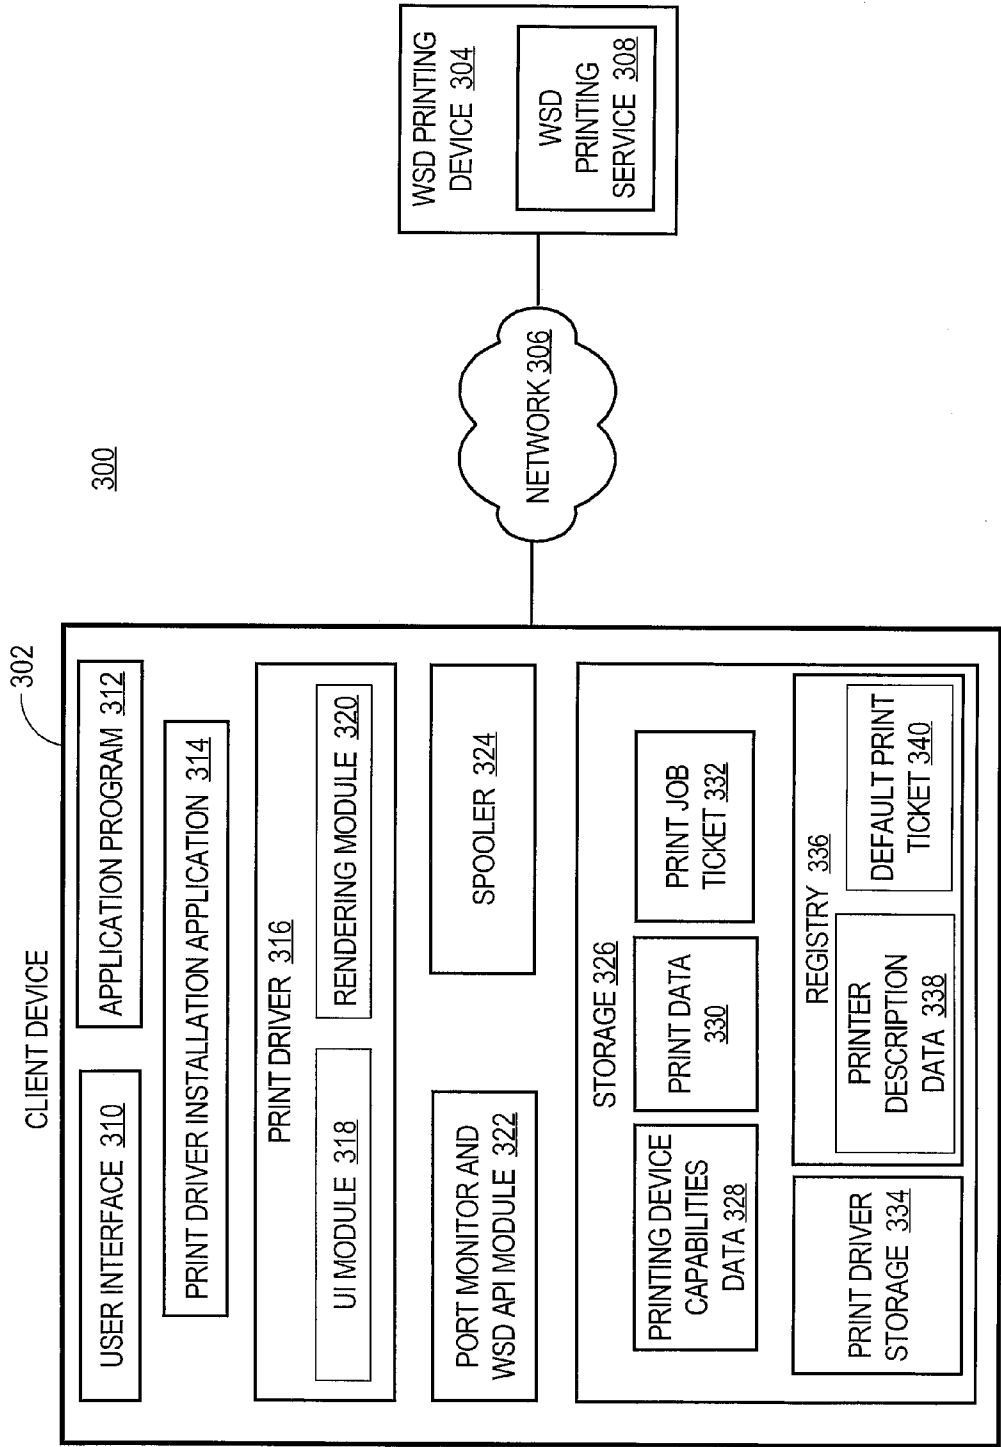 300
CLIENT DEVICE
302
USER INTERFACE 310
APPLICATION PROGRAM 312
PRINT DRIVER INSTALLATION APPLICATION 314
PRINT DRIVER 316
UI MODULE 318
RENDERING MODULE 320
PORT MONITOR AND
WSD API MODULE 322
SPOOLER 324
STORAGE 326
PRINTING DEVICE
CAPABILITIES
DATA 328
PRINT DATA
330
PRINT JOB
TICKET 332
PRINT DRIVER
STORAGE 334
REGISTRY 336
PRINTER
DESCRIPTION
DATA 338
DEFAULT PRINT
TICKET 340
NETWORK 306
WSD PRINTING
DEVICE 304
WSD
PRINTING
SERVICE 308